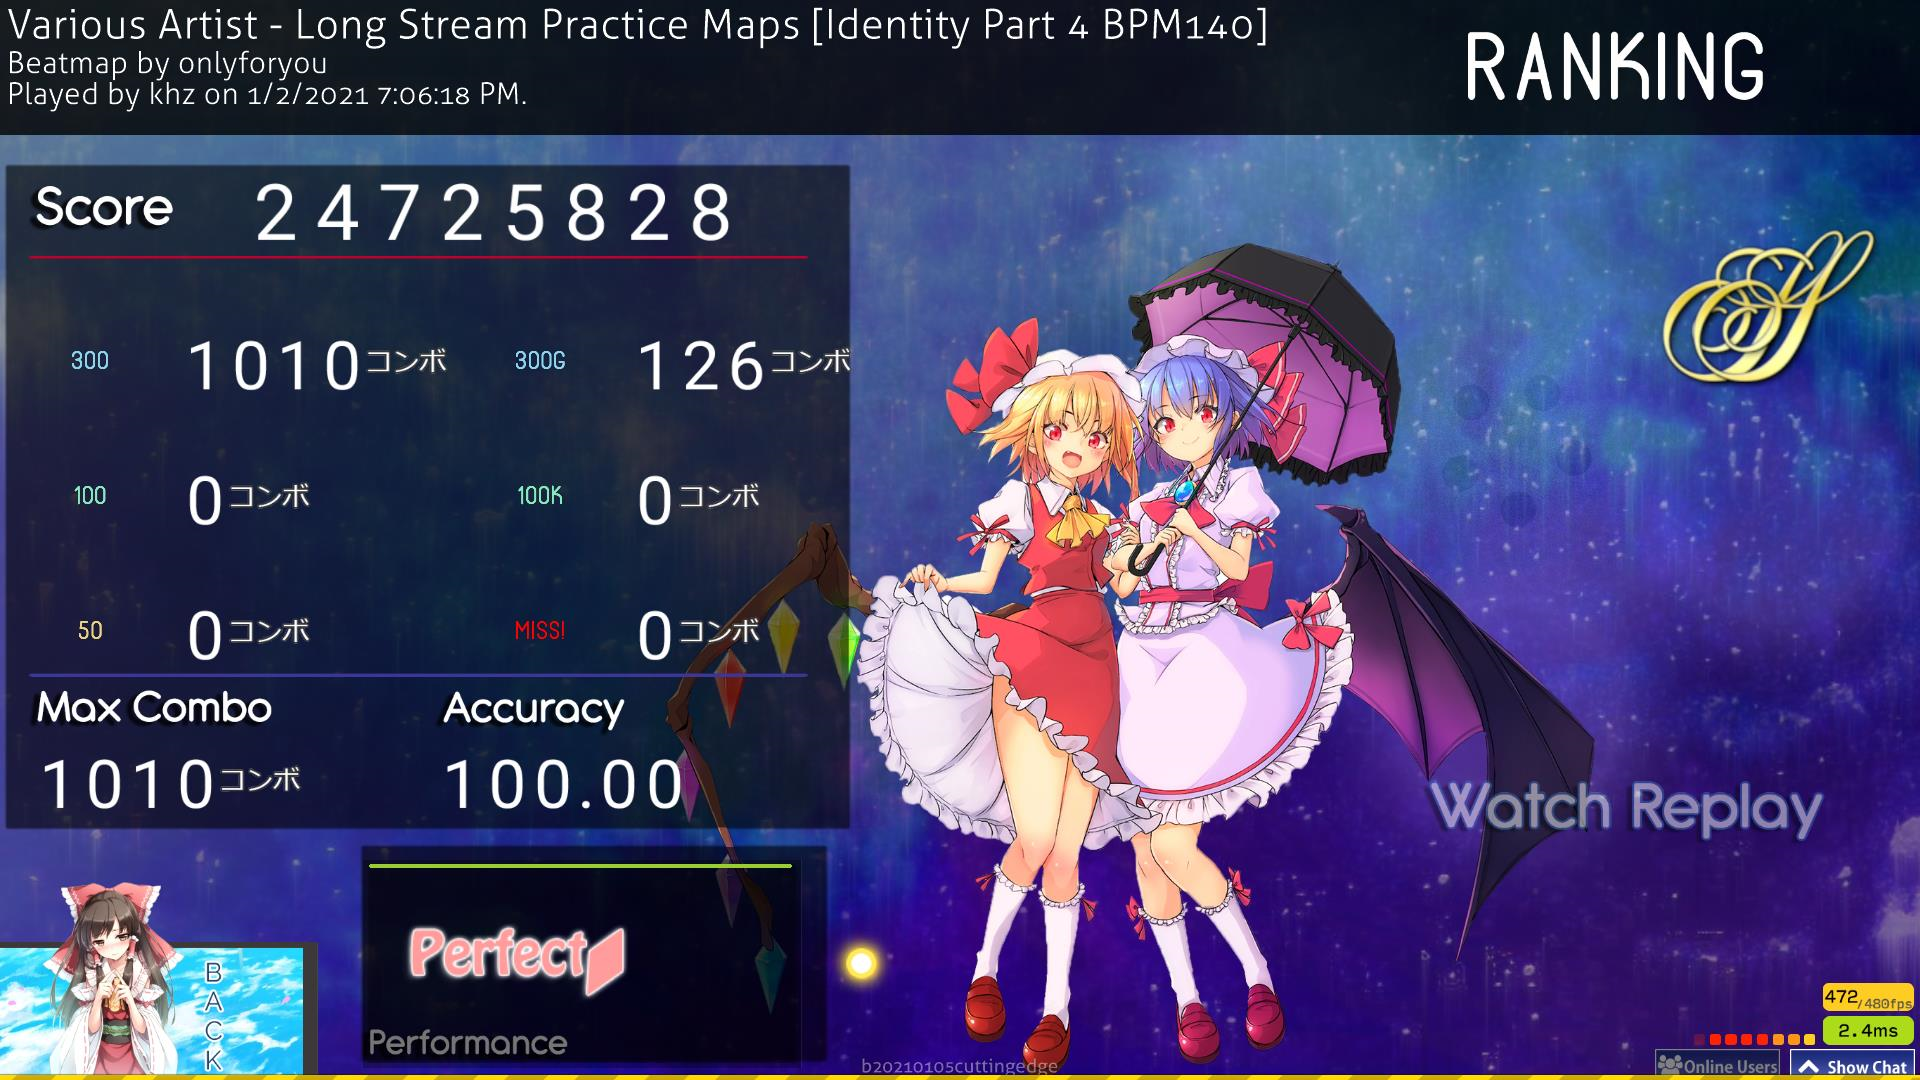 Various Artist - Long Stream Practice Maps [Identity Part 4 BPM140]
Beatmap by onlyforyou
Played by khz on 1/2/2021 7:06:18 PM.
RANKING
Score 24725828
300 1010コンボ 300G 126コンボ
100 0コンボ 100K 0コンボ
50 0コンボ MISS! 0コンボ
Max Combo Accuracy
1010コンボ 100.00
Watch Replay
BACK
Perfect
Performance
b20210105cuttingedge
472/480fps
2.4ms
Online Users Show Chat